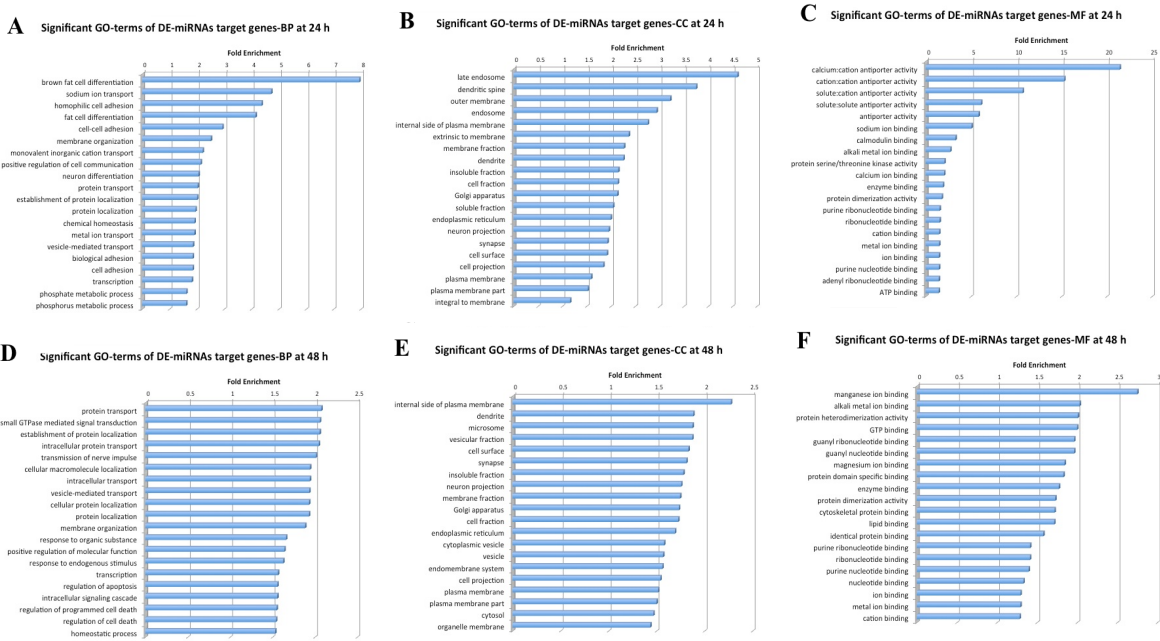 A
Significant GO-terms of DE-miRNAs target genes-BP at 24 h
Fold Enrichment
0 1 2 3 4 5 6 7 8
brown fat cell differentiation
sodium ion transport
homophilic cell adhesion
fat cell differentiation
cell-cell adhesion
membrane organization
monovalent inorganic cation transport
positive regulation of cell communication
neuron differentiation
protein transport
establishment of protein localization
protein localization
chemical homeostasis
metal ion transport
vesicle-mediated transport
biological adhesion
cell adhesion
transcription
phosphate metabolic process
phosphorus metabolic process
B
Significant GO-terms of DE-miRNAs target genes-CC at 24 h
Fold Enrichment
0 0.5 1 1.5 2 2.5 3 3.5 4 4.5 5
late endosome
dendritic spine
outer membrane
endosome
internal side of plasma membrane
extrinsic to membrane
membrane fraction
dendrite
insoluble fraction
cell fraction
Golgi apparatus
soluble fraction
endoplasmic reticulum
neuron projection
synapse
cell surface
cell projection
plasma membrane
plasma membrane part
integral to membrane
C
Significant GO-terms of DE-miRNAs target genes-MF at 24 h
Fold Enrichment
0 5 10 15 20 25
calcium:cation antiporter activity
cation:cation antiporter activity
solute:cation antiporter activity
solute:solute antiporter activity
antiporter activity
sodium ion binding
calmodulin binding
alkali metal ion binding
protein serine/threonine kinase activity
calcium ion binding
enzyme binding
protein dimerization activity
purine ribonucleotide binding
ribonucleotide binding
cation binding
metal ion binding
ion binding
purine nucleotide binding
adenyl ribonucleotide binding
ATP binding
D
Significant GO-terms of DE-miRNAs target genes-BP at 48 h
Fold Enrichment
0 0.5 1 1.5 2 2.5
protein transport
small GTPase mediated signal transduction
establishment of protein localization
intracellular protein transport
transmission of nerve impulse
cellular macromolecule localization
intracellular transport
vesicle-mediated transport
cellular protein localization
protein localization
membrane organization
response to organic substance
positive regulation of molecular function
response to endogenous stimulus
transcription
regulation of apoptosis
intracellular signaling cascade
regulation of programmed cell death
regulation of cell death
homeostatic process
E
Significant GO-terms of DE-miRNAs target genes-CC at 48 h
Fold Enrichment
0 0.5 1 1.5 2 2.5
internal side of plasma membrane
dendrite
microsome
vesicular fraction
cell surface
synapse
insoluble fraction
neuron projection
membrane fraction
Golgi apparatus
cell fraction
endoplasmic reticulum
cytoplasmic vesicle
vesicle
endomembrane system
cell projection
plasma membrane
plasma membrane part
cytosol
organelle membrane
F
Significant GO-terms of DE-miRNAs target genes-MF at 48 h
Fold Enrichment
0 0.5 1 1.5 2 2.5 3
manganese ion binding
alkali metal ion binding
protein heterodimerization activity
GTP binding
guanyl ribonucleotide binding
guanyl nucleotide binding
magnesium ion binding
protein domain specific binding
enzyme binding
protein dimerization activity
cytoskeletal protein binding
lipid binding
identical protein binding
purine ribonucleotide binding
ribonucleotide binding
purine nucleotide binding
nucleotide binding
ion binding
metal ion binding
cation binding